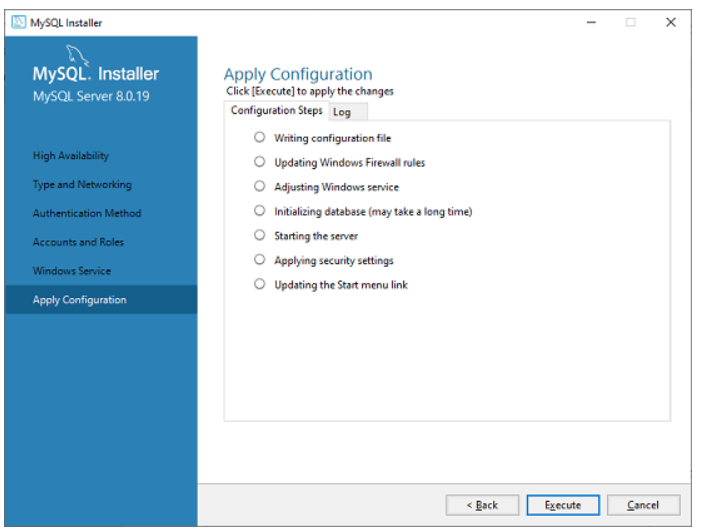 MySQL Installer
MySQL. Installer
MySQL Server 8.0.19
High Availability
Type and Networking
Authentication Method
Accounts and Roles
Windows Service
Apply Configuration
Apply Configuration
Click [Execute] to apply the changes
Configuration Steps Log
Writing configuration file
Updating Windows Firewall rules
Adjusting Windows service
Initializing database (may take a long time)
Starting the server
Applying security settings
Updating the Start menu link
< Back Execute Cancel